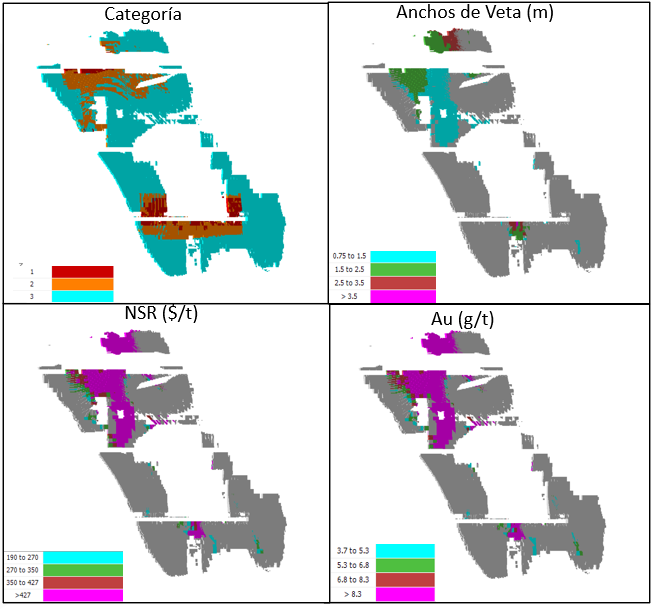 Categoría
1
2
3
Anchos de Veta (m)
0.75 to 1.5
1.5 to 2.5
2.5 to 3.5
> 3.5
NSR ($/t)
190 to 270
270 to 350
350 to 427
>427
Au (g/t)
3.7 to 5.3
5.3 to 6.8
6.8 to 8.3
> 8.3